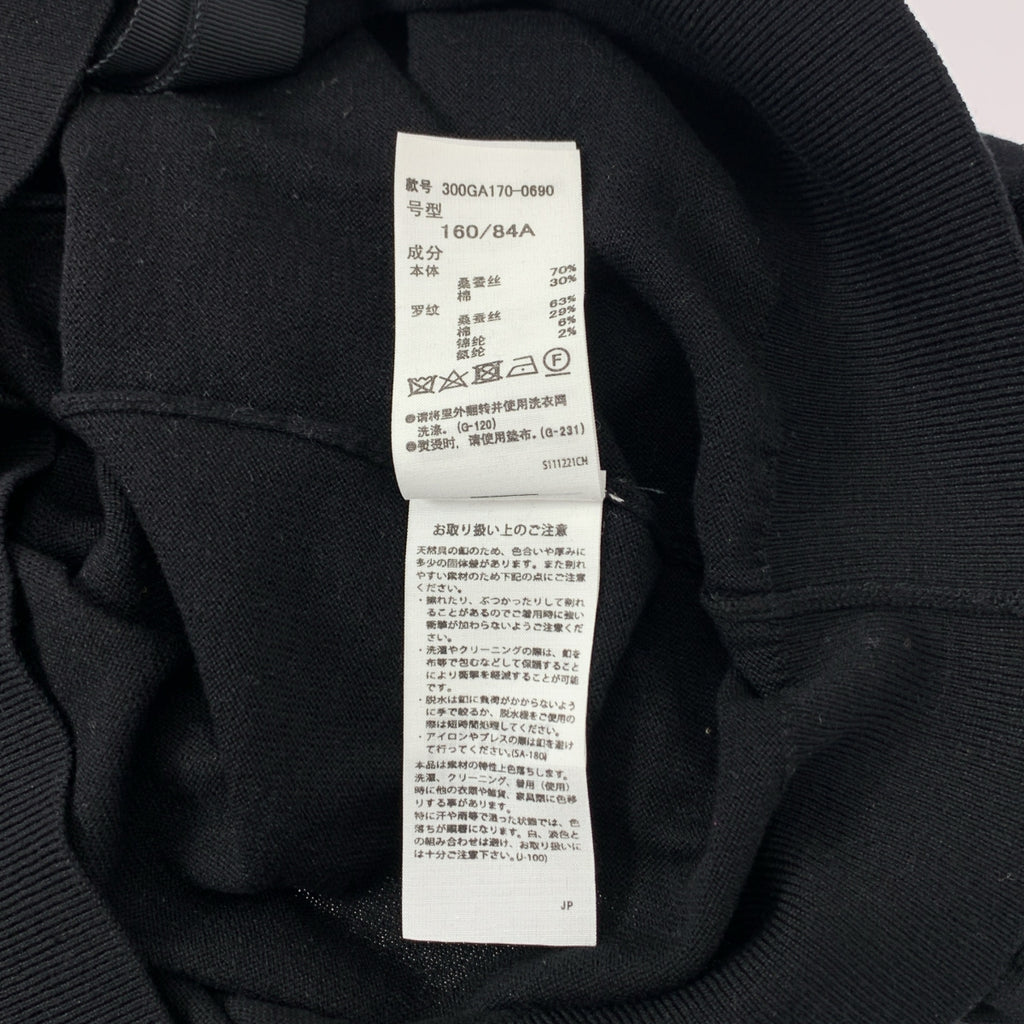 款号 300GA170-0690
号型
160/84A
成分
本体
桑蚕丝 70%
棉 30%
罗纹
桑蚕丝 63%
棉 29%
锦纶 6%
氨纶 2%
F
●请将里外翻转并使用洗衣网
洗涤。(G-120)
●熨烫时, 请使用垫布。(G-231)
S111221CH
お取り扱い上のご注意
天然貝の釦のため、色合いや厚みに
多少の固体差があります。また割れ
やすい素材のため下記の点にご注意
ください。
・擦れたり、ぶつかったりして割れ
ることがあるのでご着用時に強い
衝撃が加わらないようご注意くだ
さい。
・洗濯やクリーニングの際は、釦を
布等で包むなどして保護すること
により衝撃を軽減することが可能
です。
・脱水は釦に負荷がかからないよう
に手で絞るか、脱水機をご使用の
際は短時間処理してください。
・アイロンやプレスの際は釦を避け
て行ってください。(SA-180)
本品は素材の特性上色落ちします。
洗濯、クリーニング、着用（使用）
時に他の衣類や雑貨、家具類に色移
りする事があります。
特に汗や雨等で湿った状態では、色
落ちが顕著になります。白、淡色と
の組み合わせは避け、お取り扱いに
は十分ご注意下さい。(J-100)
JP